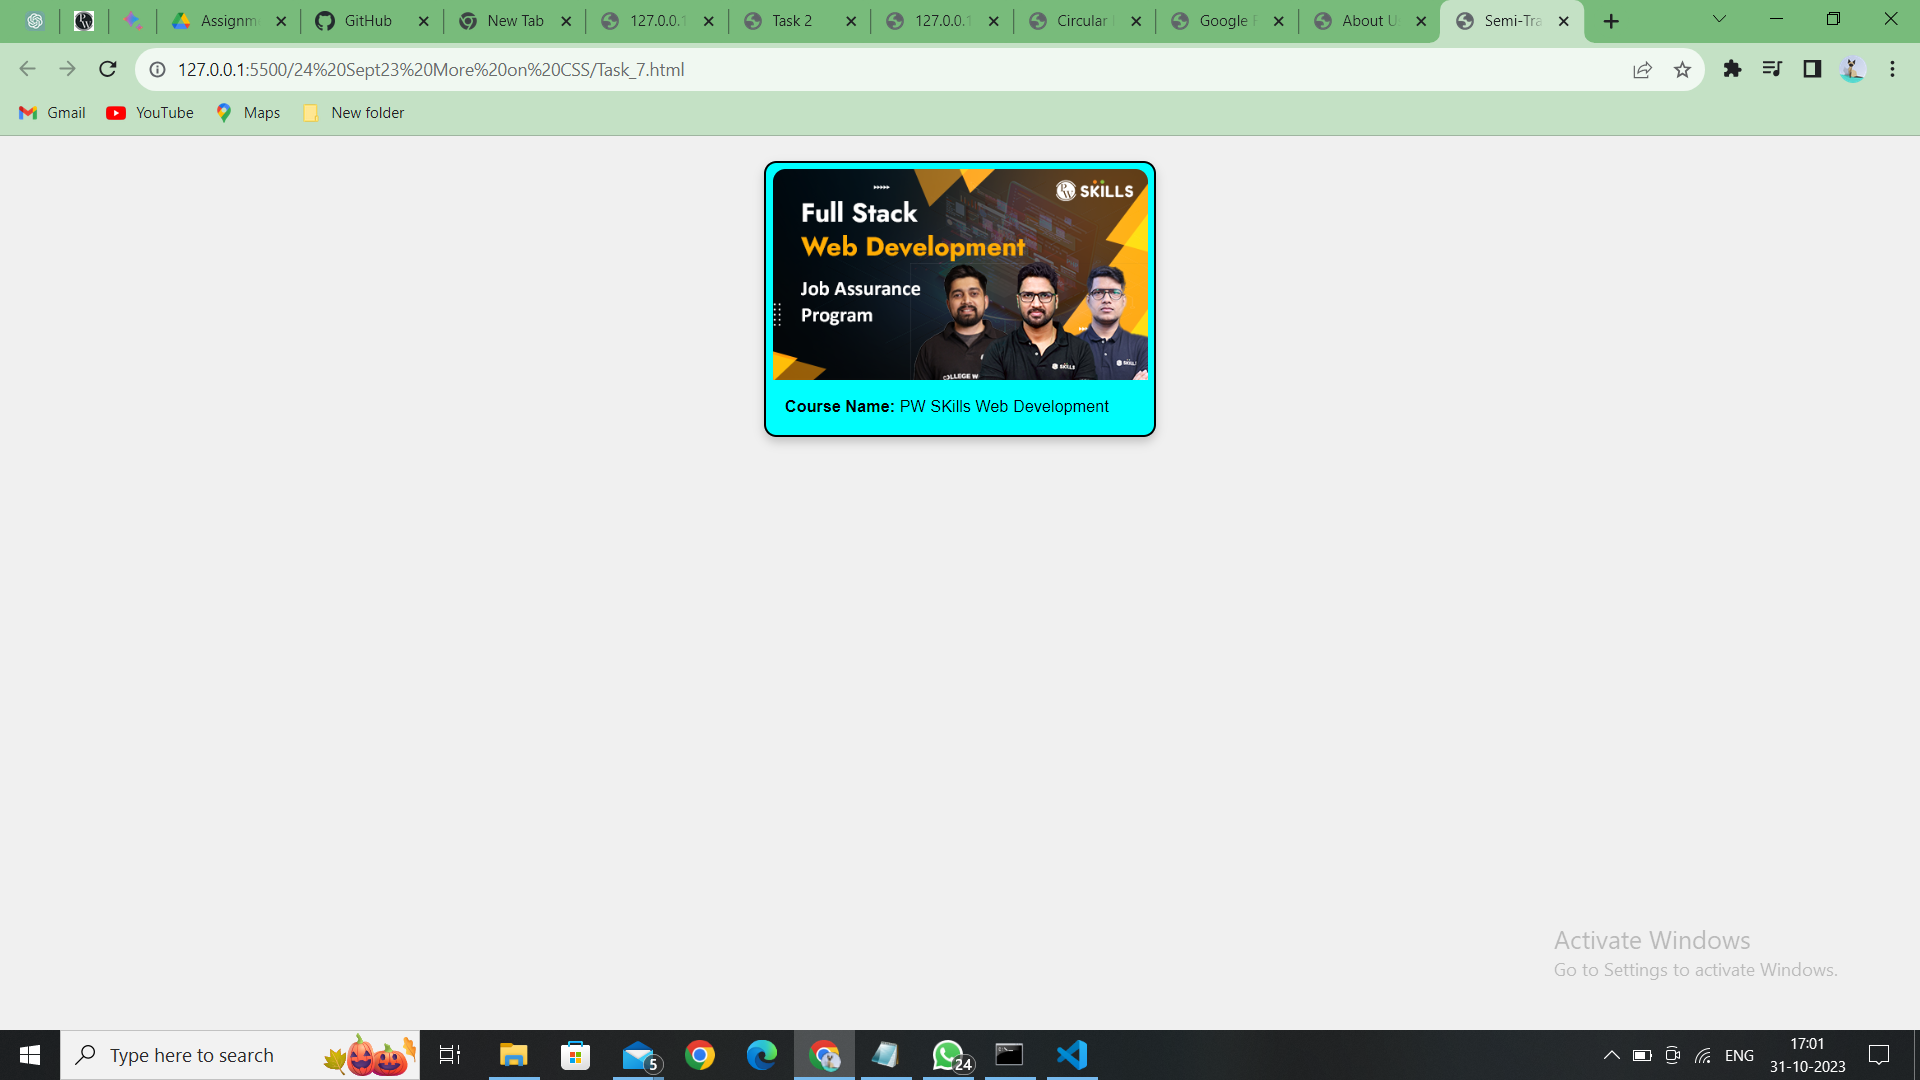 Assignm
GitHub
New Tab
127.0.0.1
Task 2
127.0.0.1
Circular
Google F
About U
Semi-Tra
127.0.0.1:5500/24%20Sept23%20More%20on%20CSS/Task_7.html
Gmail
YouTube
Maps
New folder
PW SKILLS
Full Stack
Web Development
Job Assurance
Program
COLLEGE W
SKILLS
SKILLS
Course Name: PW SKills Web Development
Activate Windows
Go to Settings to activate Windows.
Type here to search
5
24
ENG
17:01
31-10-2023